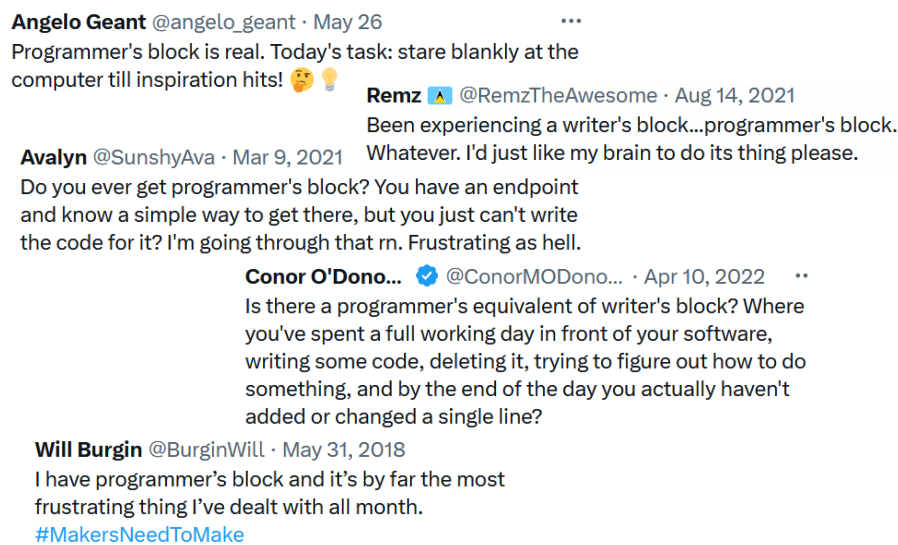 Angelo Geant @angelo_geant · May 26 ···
Programmer's block is real. Today's task: stare blankly at the
computer till inspiration hits! 🤔💡
Remz 🇱🇨 @RemzTheAwesome · Aug 14, 2021
Been experiencing a writer's block...programmer's block.
Whatever. I'd just like my brain to do its thing please.
Avalyn @SunshyAva · Mar 9, 2021
Do you ever get programmer's block? You have an endpoint
and know a simple way to get there, but you just can't write
the code for it? I'm going through that rn. Frustrating as hell.
Conor O'Dono... @ConorMODono... · Apr 10, 2022 ··
Is there a programmer's equivalent of writer's block? Where
you've spent a full working day in front of your software,
writing some code, deleting it, trying to figure out how to do
something, and by the end of the day you actually haven't
added or changed a single line?
Will Burgin @BurginWill · May 31, 2018
I have programmer’s block and it’s by far the most
frustrating thing I’ve dealt with all month.
#MakersNeedToMake